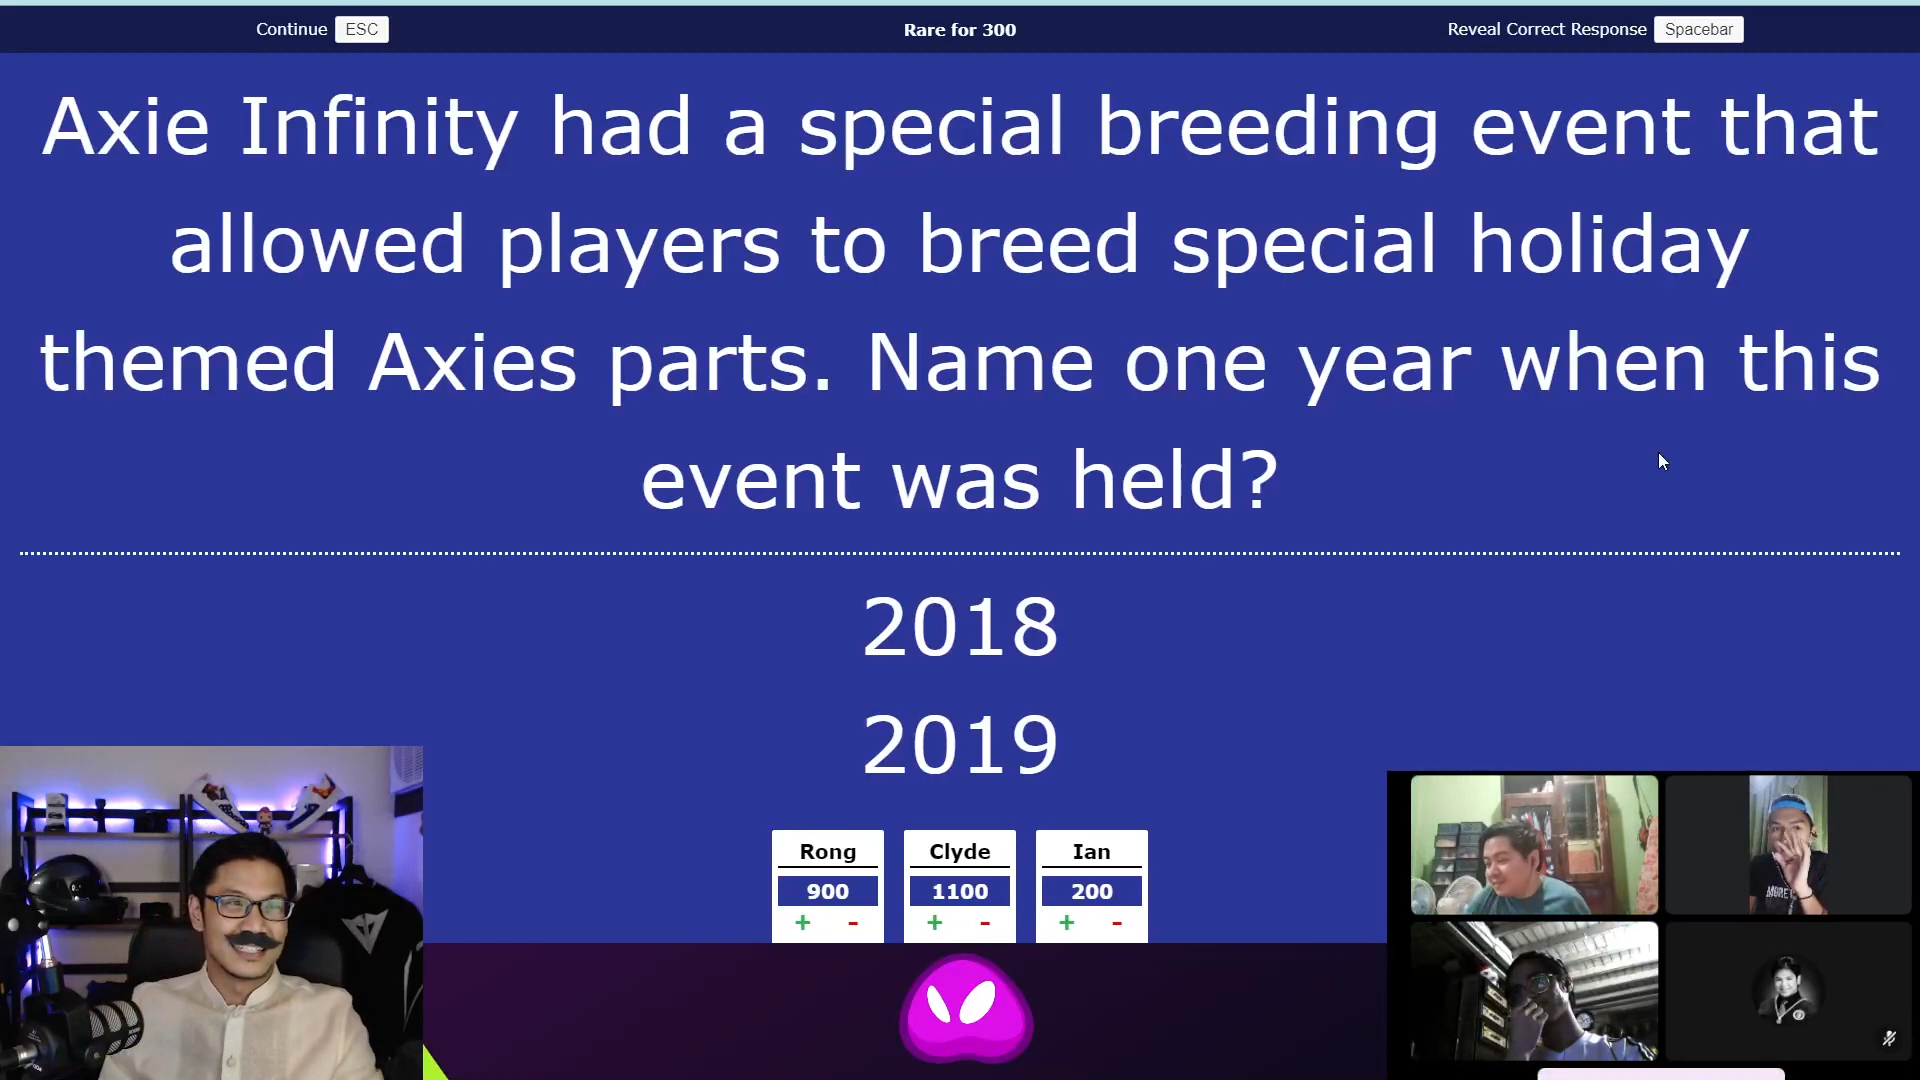 Continue ESC
Rare for 300
Reveal Correct Response Spacebar
Axie Infinity had a special breeding event that
allowed players to breed special holiday
themed Axies parts. Name one year when this
event was held?
2018
2019
Rong
900
+ -
Clyde
1100
+ -
Ian
200
+ -